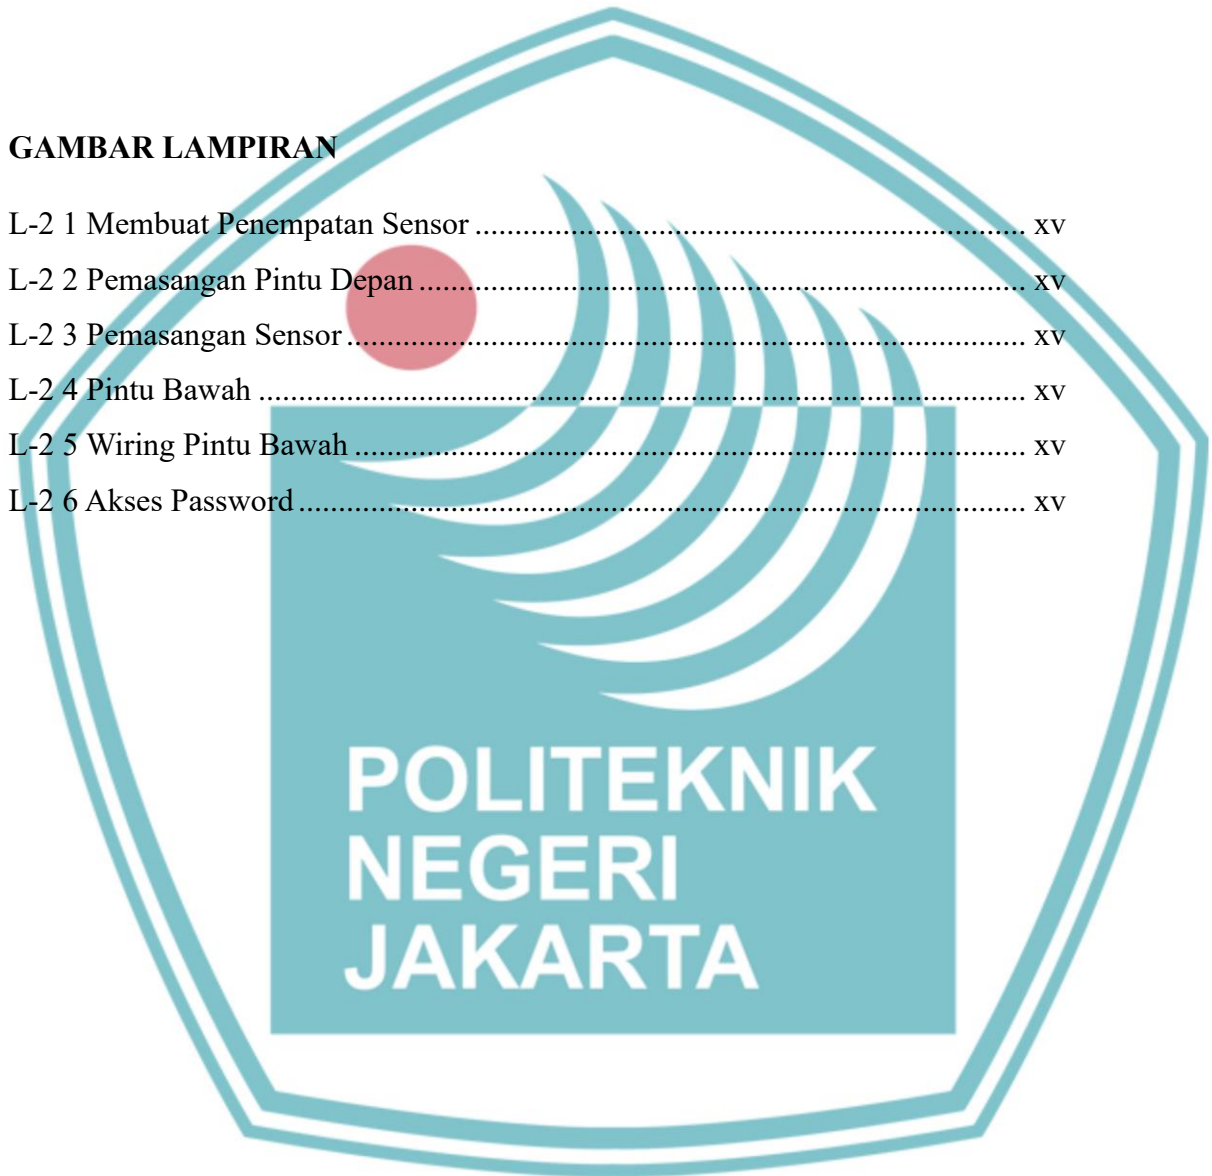 GAMBAR LAMPIRAN
L-2 1 Membuat Penempatan Sensor ..................................................................... xv
L-2 2 Pemasangan Pintu Depan ............................................................................ xv
L-2 3 Pemasangan Sensor ..................................................................................... xv
L-2 4 Pintu Bawah ................................................................................................ xv
L-2 5 Wiring Pintu Bawah .................................................................................... xv
L-2 6 Akses Password ........................................................................................... xv
POLITEKNIK
NEGERI
JAKARTA